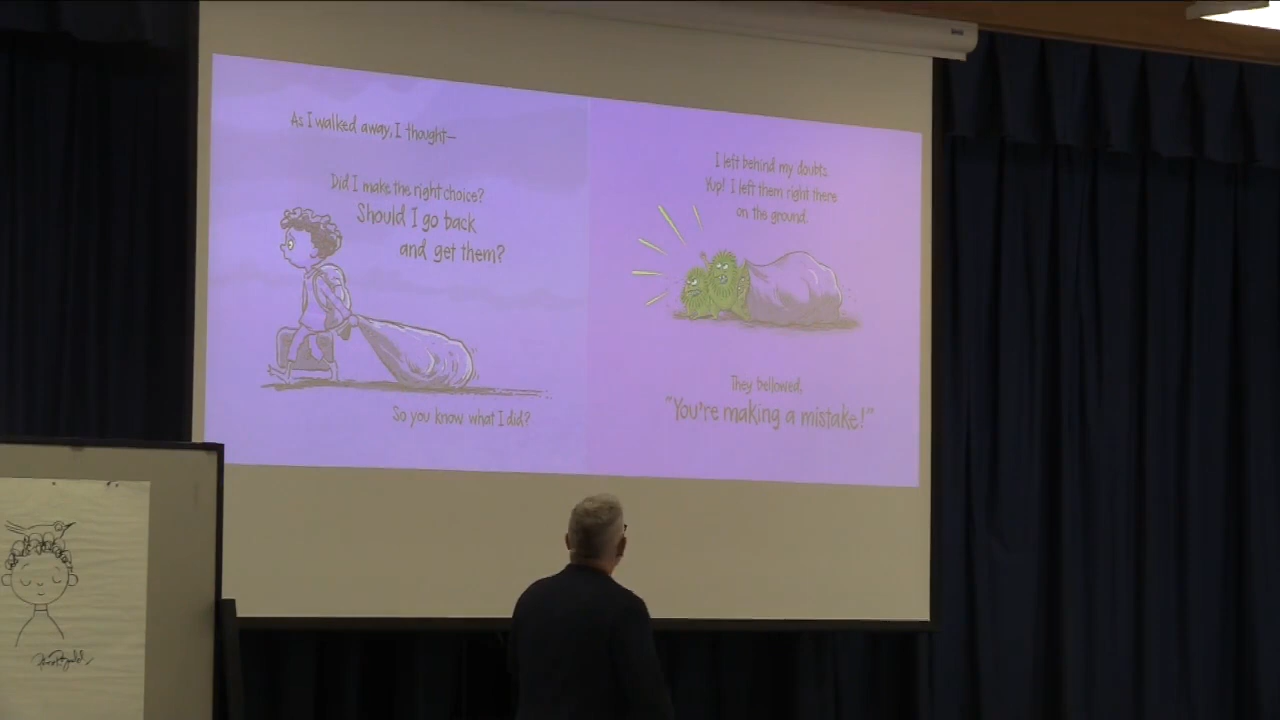 As I walked away, I thought—
Did I make the right choice?
Should I go back
and get them?
So you know what I did?
I left behind my doubts.
Yup! I left them right there
on the ground.
They bellowed,
"You're making a mistake!"